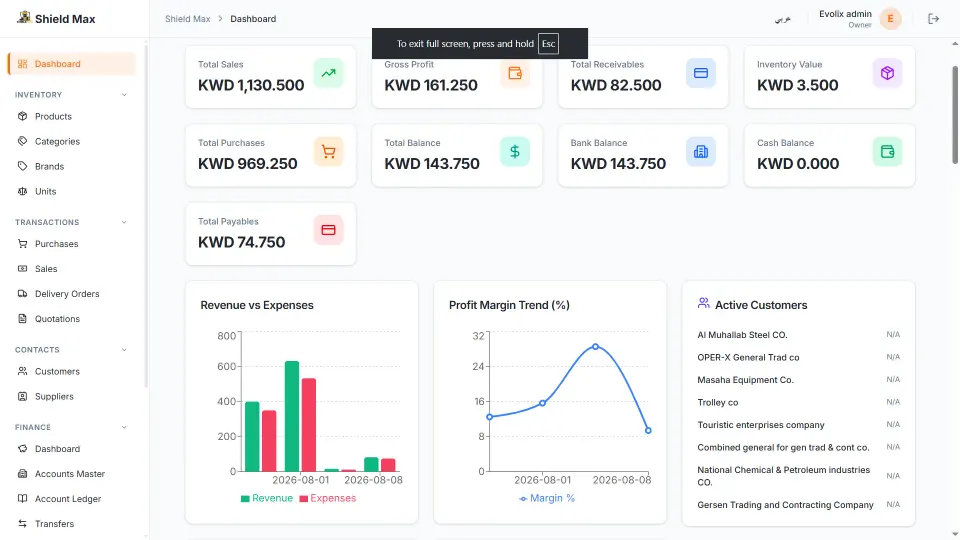 Shield Max
Shield Max > Dashboard
عربي
Evolix admin
Owner
E
To exit full screen, press and hold Esc
Dashboard
INVENTORY
Products
Categories
Brands
Units
TRANSACTIONS
Purchases
Sales
Delivery Orders
Quotations
CONTACTS
Customers
Suppliers
FINANCE
Dashboard
Accounts Master
Account Ledger
Transfers
Total Sales
KWD 1,130.500
Gross Profit
KWD 161.250
Total Receivables
KWD 82.500
Inventory Value
KWD 3.500
Total Purchases
KWD 969.250
Total Balance
KWD 143.750
Bank Balance
KWD 143.750
Cash Balance
KWD 0.000
Total Payables
KWD 74.750
Revenue vs Expenses
800
600
400
200
0
2026-08-01 2026-08-08
Revenue Expenses
Profit Margin Trend (%)
32
24
16
8
0
2026-08-01 2026-08-08
Margin %
Active Customers
Al Muhallab Steel CO. N/A
OPER-X General Trad co N/A
Masaha Equipment Co. N/A
Trolley co N/A
Touristic enterprises company N/A
Combined general for gen trad & cont co. N/A
National Chemical & Petroleum industries
CO. N/A
Gersen Trading and Contracting Company N/A